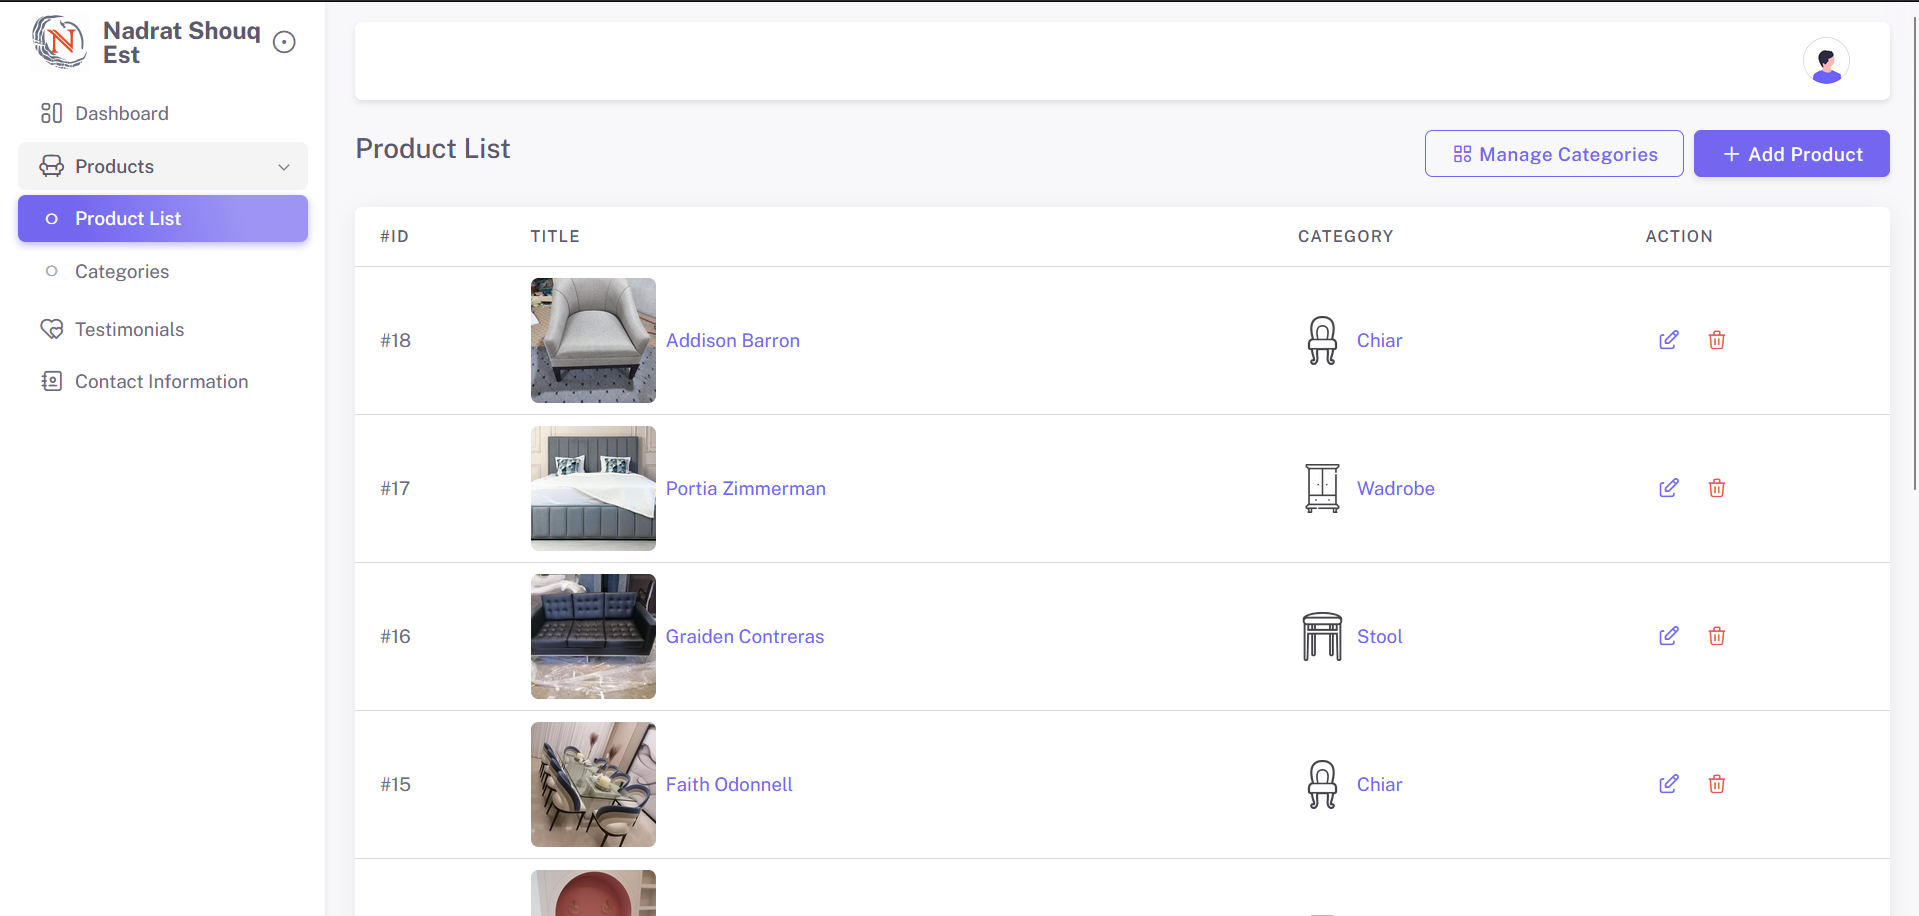 Nadrat Shouq
Est
Dashboard
Products
Product List
Categories
Testimonials
Contact Information
Product List
Manage Categories
+ Add Product
#ID TITLE CATEGORY ACTION
#18 Addison Barron Chiar
#17 Portia Zimmerman Wadrobe
#16 Graiden Contreras Stool
#15 Faith Odonnell Chiar